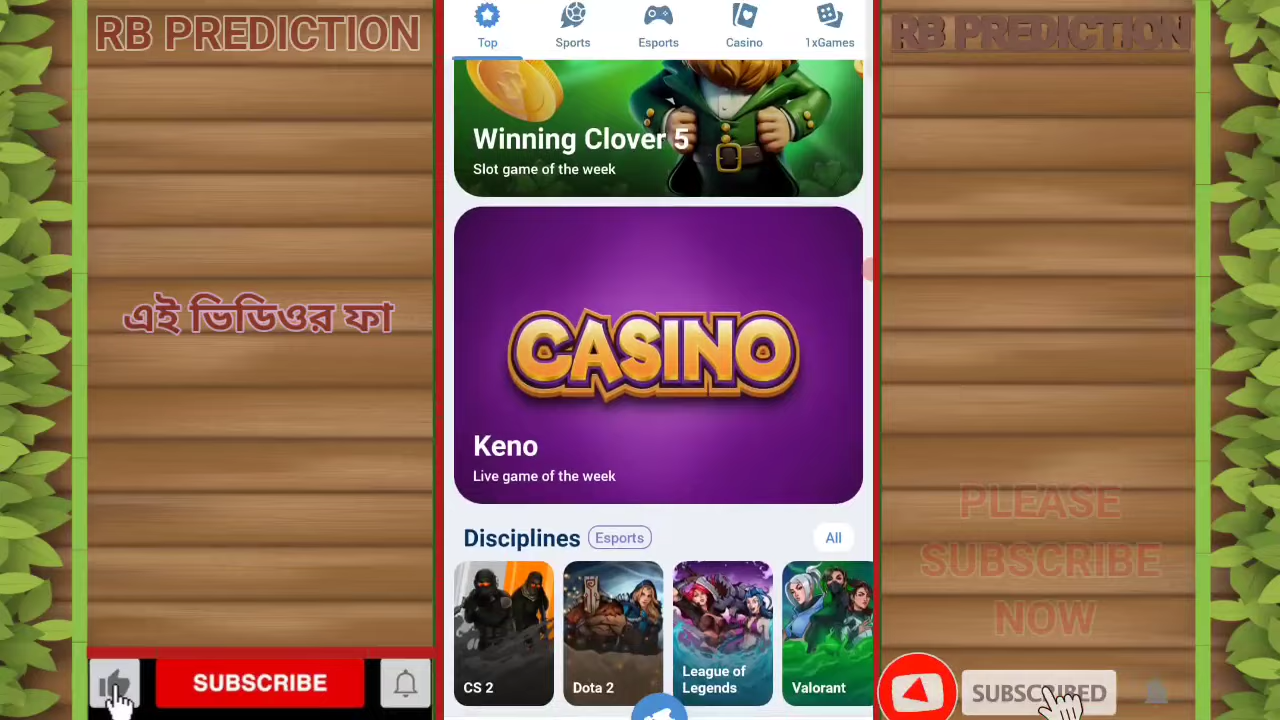 RB PREDICTION
এই ভিডিওর ফা
SUBSCRIBE
Top
Sports
Esports
Casino
1xGames
Winning Clover 5
Slot game of the week
CASINO
Keno
Live game of the week
Disciplines
Esports
All
CS 2
Dota 2
League of
Legends
Valorant
RB PREDICTION
PLEASE
SUBSCRIBE
NOW
SUBSCRIBED